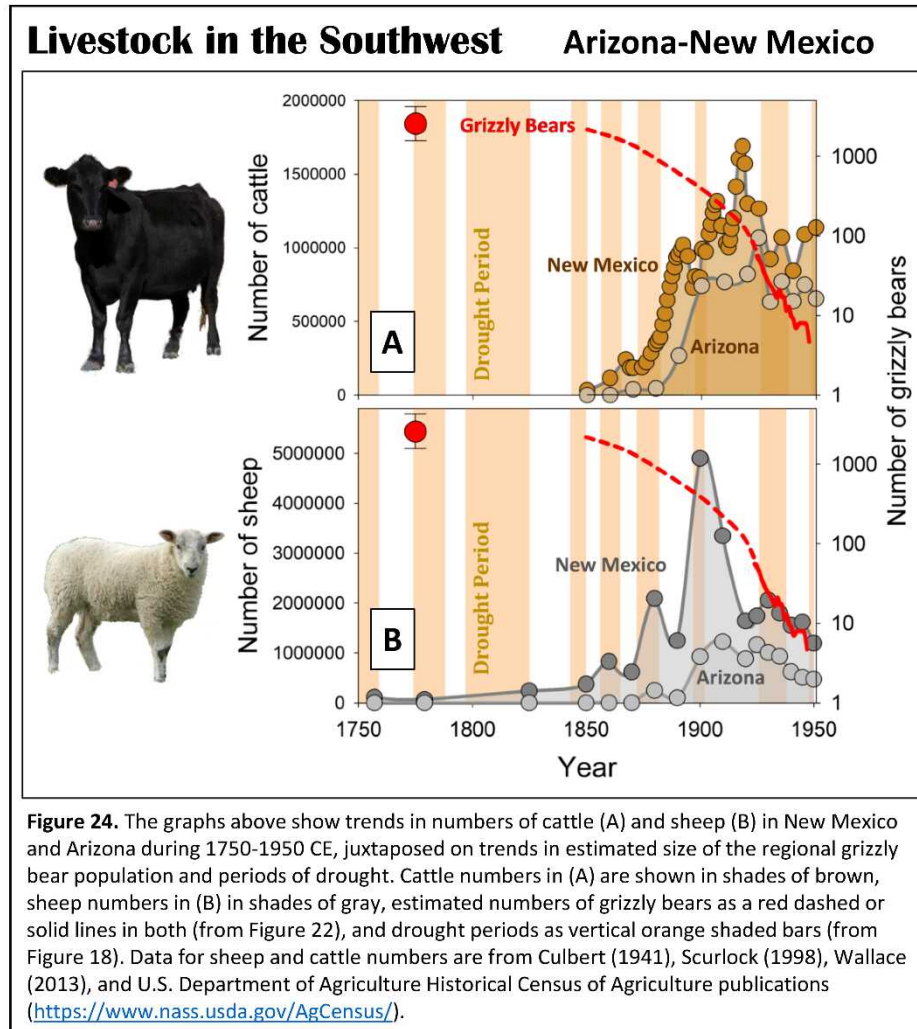 Livestock in the Southwest Arizona-New Mexico
2000000
1500000
1000000
500000
0
Number of cattle
Grizzly Bears
New Mexico
Arizona
Drought Period
A
1000
100
10
1
Number of grizzly bears
5000000
4000000
3000000
2000000
1000000
0
Number of sheep
New Mexico
Arizona
Drought Period
B
1000
100
10
1
1750 1800 1850 1900 1950
Year
Figure 24. The graphs above show trends in numbers of cattle (A) and sheep (B) in New Mexico
and Arizona during 1750-1950 CE, juxtaposed on trends in estimated size of the regional grizzly
bear population and periods of drought. Cattle numbers in (A) are shown in shades of brown,
sheep numbers in (B) in shades of gray, estimated numbers of grizzly bears as a red dashed or
solid lines in both (from Figure 22), and drought periods as vertical orange shaded bars (from
Figure 18). Data for sheep and cattle numbers are from Culbert (1941), Scurlock (1998), Wallace
(2013), and U.S. Department of Agriculture Historical Census of Agriculture publications
(https://www.nass.usda.gov/AgCensus/).